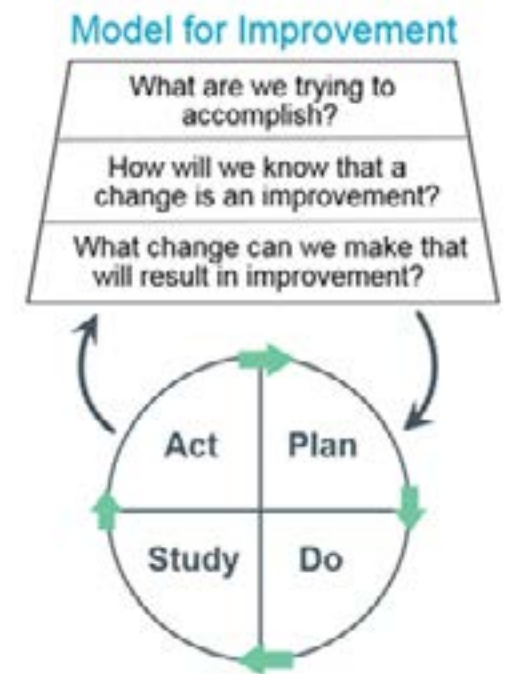 Model for Improvement
What are we trying to
accomplish?
How will we know that a
change is an improvement?
What change can we make that
will result in improvement?
Act
Plan
Study
Do